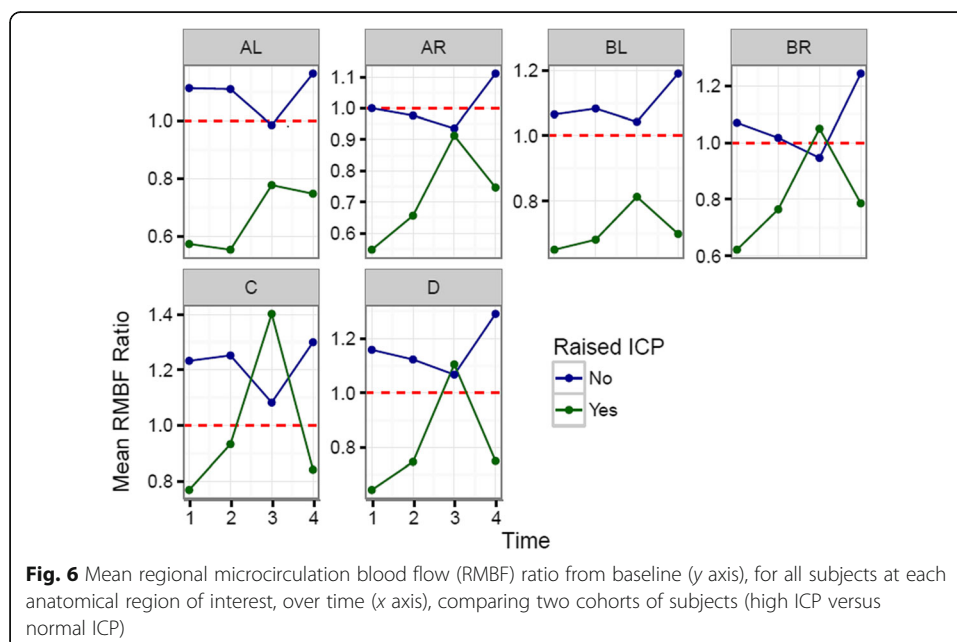 AL AR BL BR
1.0
0.8
0.6
1.1
1.0
0.9
0.8
0.7
0.6
1.2
1.0
0.8
1.2
1.0
0.8
0.6
C D
1.4
1.2
1.0
0.8
1.2
1.0
0.8
1 2 3 4
1 2 3 4
Mean RMBF Ratio
Time
Raised ICP
No
Yes
Fig. 6 Mean regional microcirculation blood flow (RMBF) ratio from baseline (y axis), for all subjects at each
anatomical region of interest, over time (x axis), comparing two cohorts of subjects (high ICP versus
normal ICP)